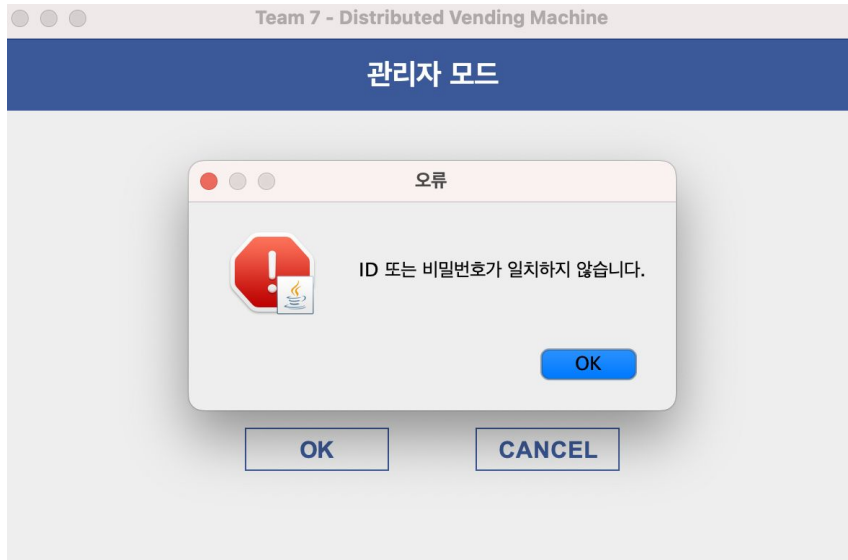 Team 7 - Distributed Vending Machine
관리자 모드
오류
ID 또는 비밀번호가 일치하지 않습니다.
OK
OK
CANCEL